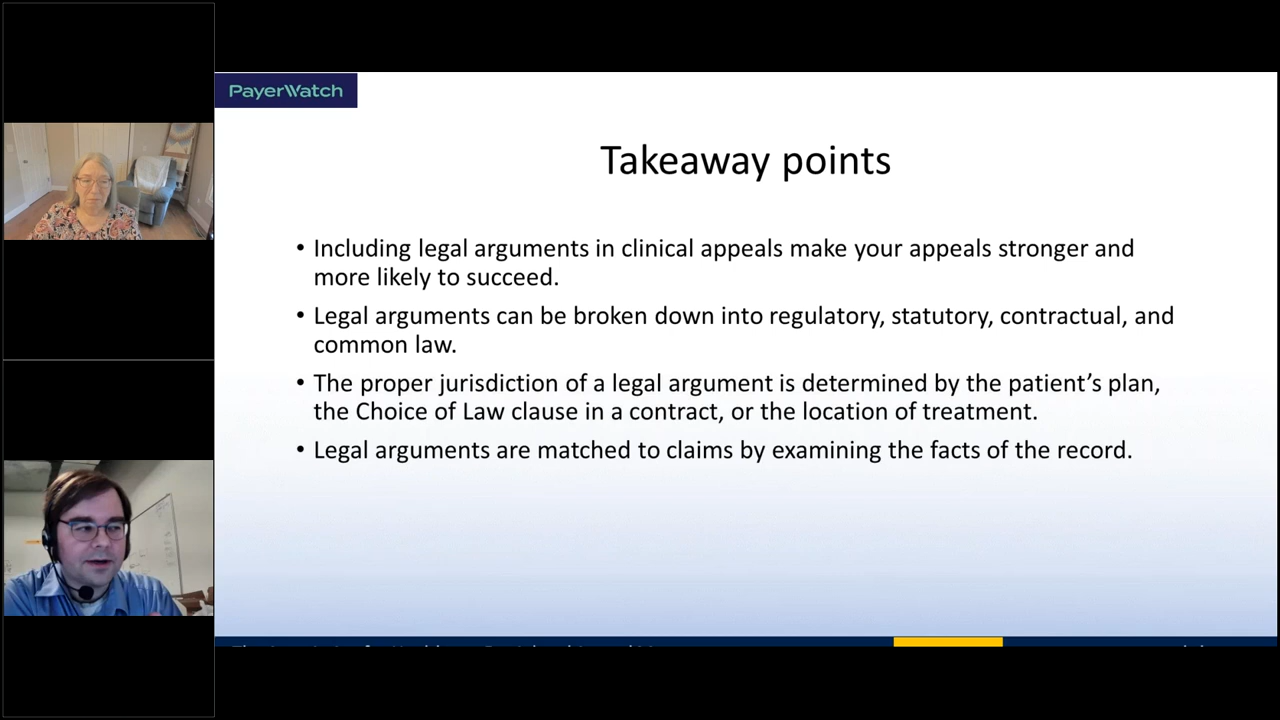 PayerWatch
Takeaway points
• Including legal arguments in clinical appeals make your appeals stronger and
more likely to succeed.
• Legal arguments can be broken down into regulatory, statutory, contractual, and
common law.
• The proper jurisdiction of a legal argument is determined by the patient’s plan,
the Choice of Law clause in a contract, or the location of treatment.
• Legal arguments are matched to claims by examining the facts of the record.